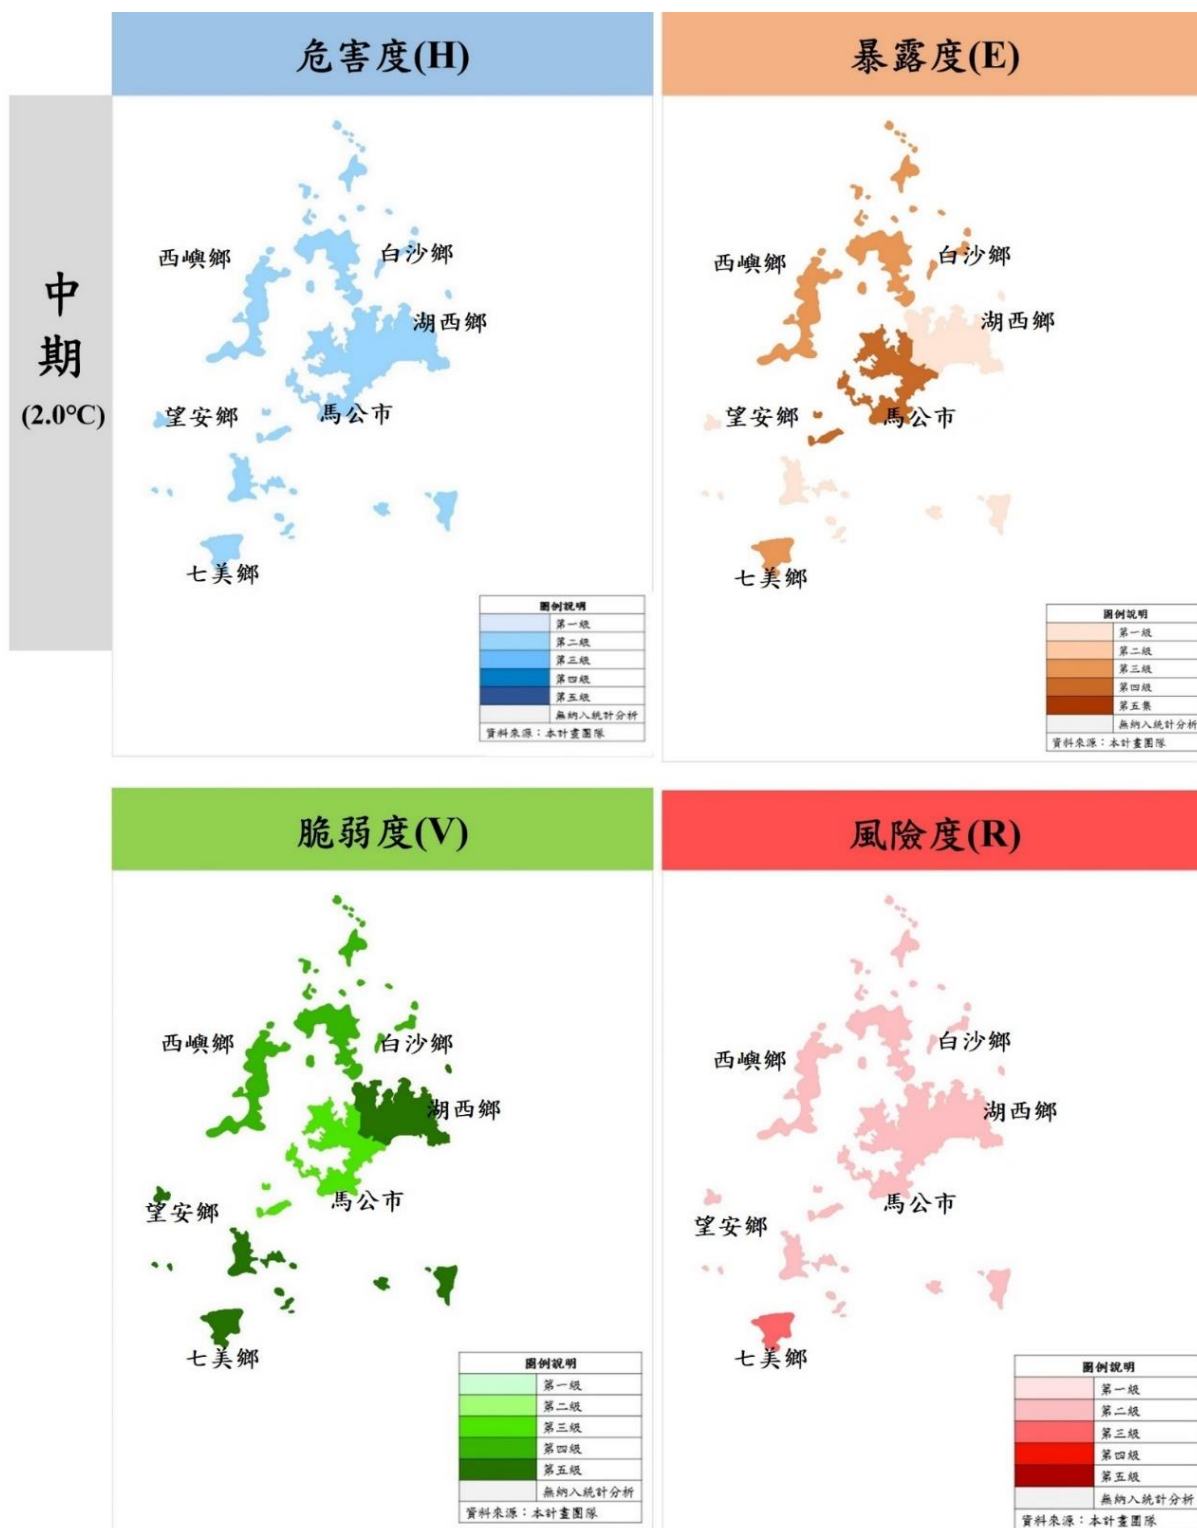 危害度(H)
暴露度(E)
中
期
(2.0℃)
西嶼鄉
白沙鄉
湖西鄉
望安鄉
馬公市
七美鄉
圖例說明
第一級
第二級
第三級
第四級
第五級
無納入統計分析
資料來源：本計畫團隊
西嶼鄉
白沙鄉
湖西鄉
望安鄉
馬公市
七美鄉
圖例說明
第一級
第二級
第三級
第四級
第五集
無納入統計分析
資料來源：本計畫團隊
脆弱度(V)
風險度(R)
西嶼鄉
白沙鄉
湖西鄉
望安鄉
馬公市
七美鄉
圖例說明
第一級
第二級
第三級
第四級
第五級
無納入統計分析
資料來源：本計畫團隊
西嶼鄉
白沙鄉
湖西鄉
望安鄉
馬公市
七美鄉
圖例說明
第一級
第二級
第三級
第四級
第五級
無納入統計分析
資料來源：本計畫團隊